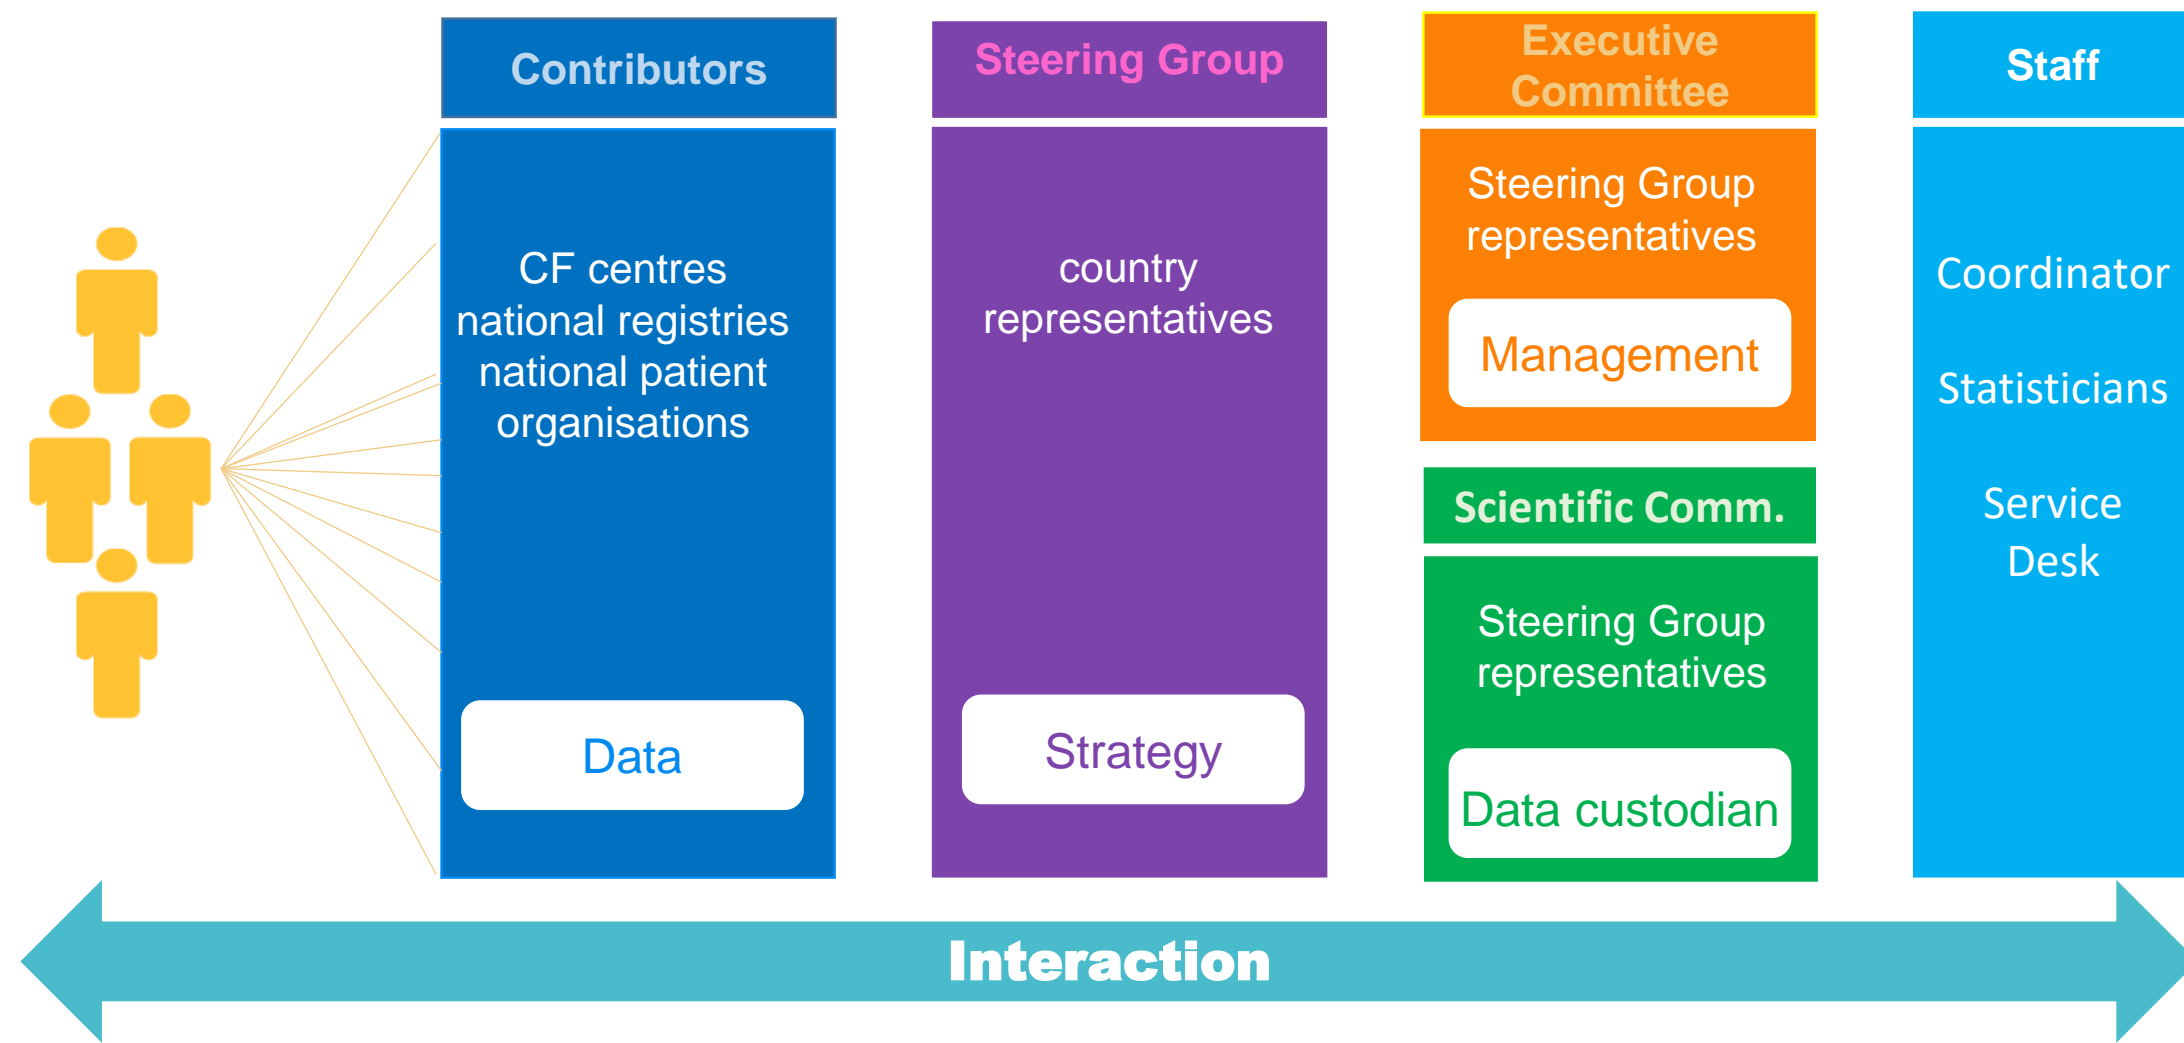 Contributors
CF centres
national registries
national patient
organisations
Data
Steering Group
country
representatives
Strategy
Executive
Committee
Steering Group
representatives
Management
Scientific Comm.
Steering Group
representatives
Data custodian
Staff
Coordinator
Statisticians
Service
Desk
Interaction